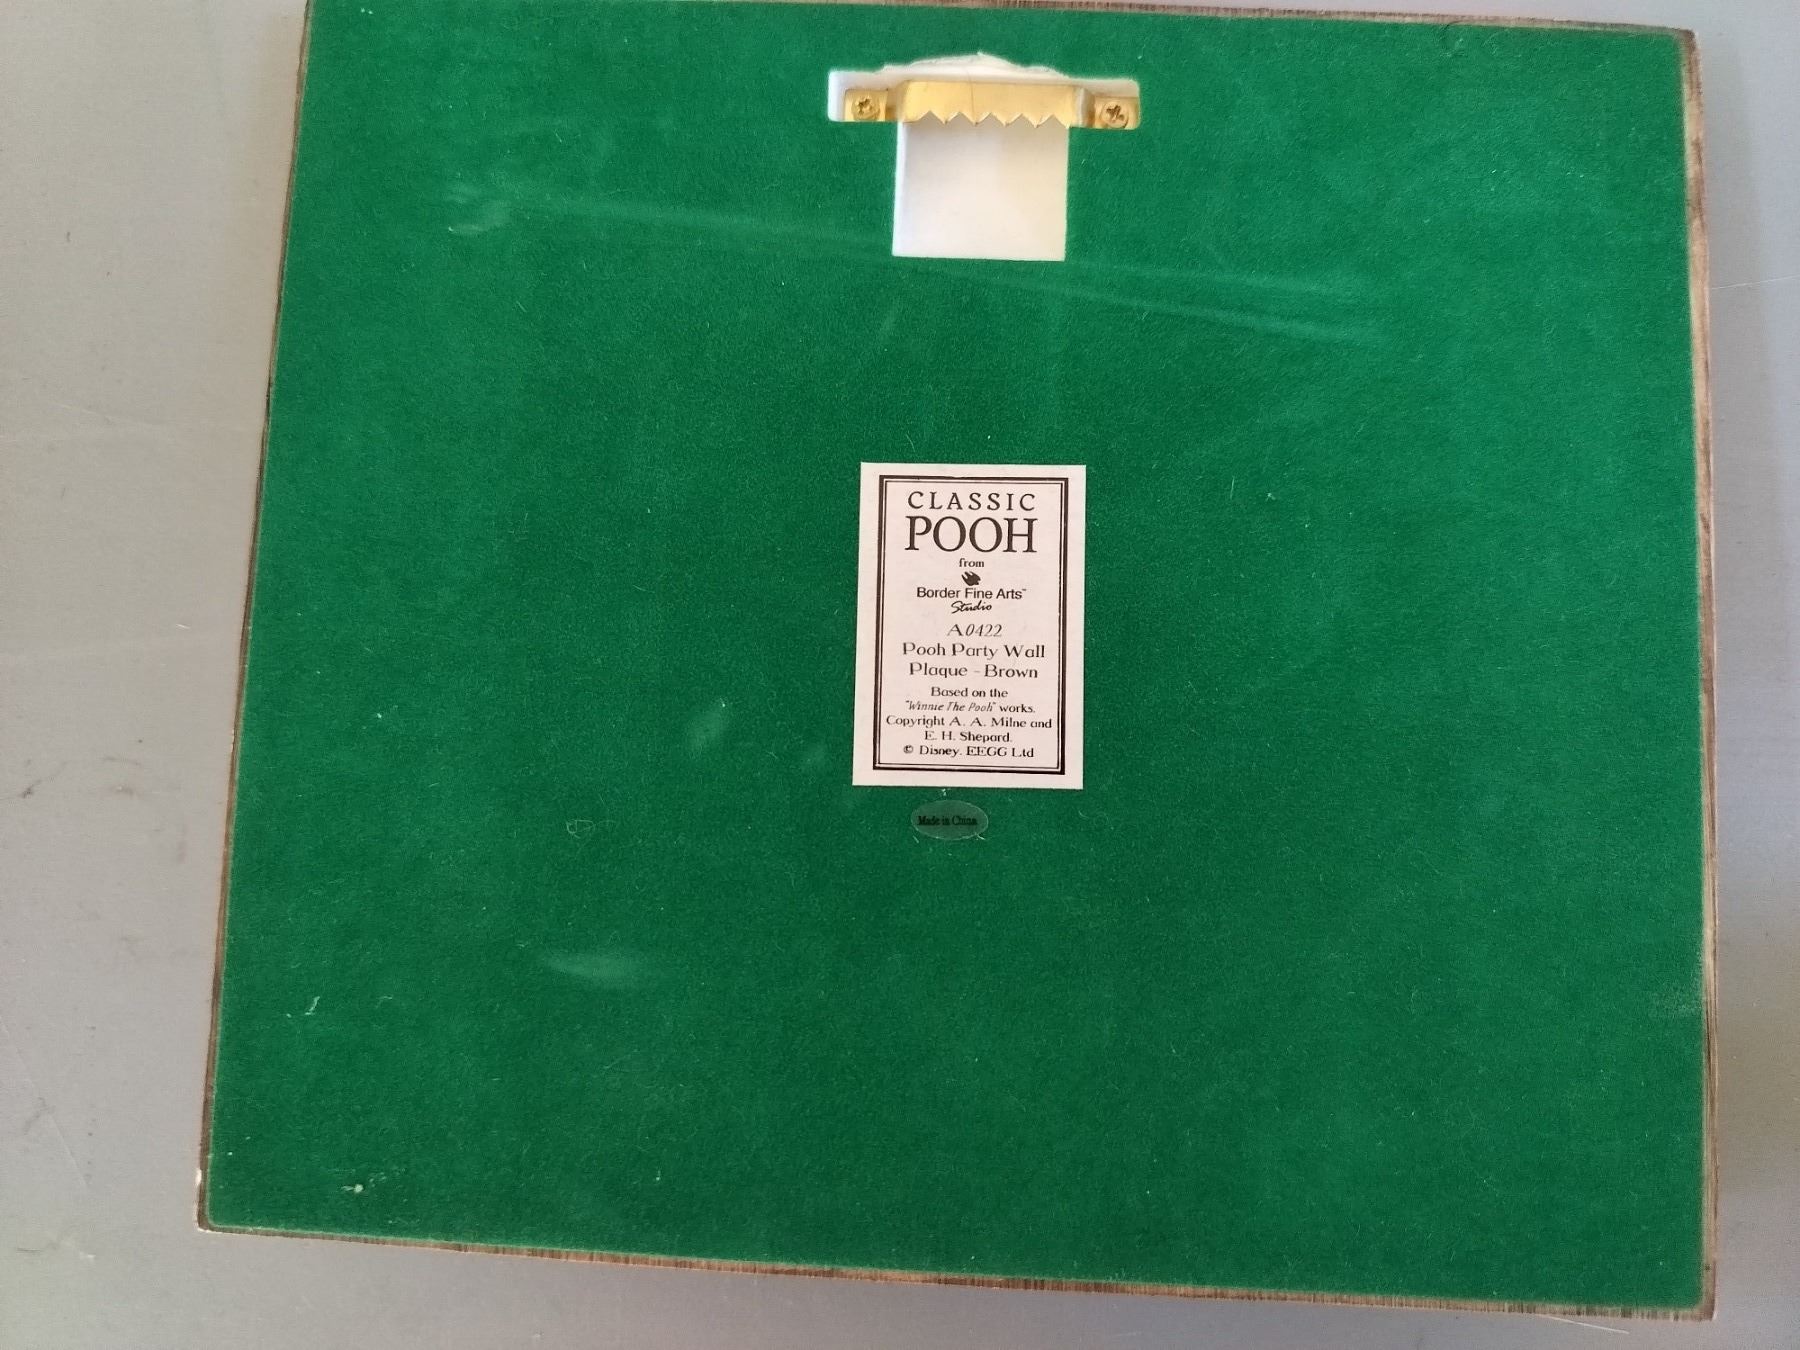 CLASSIC
POOH
from
Border Fine Arts™
Studio
A0422
Pooh Party Wall
Plaque - Brown
Based on the
"Winnie The Pooh" works.
Copyright A. A. Milne and
E. H. Shepard.
© Disney. EEGG Ltd
Made in China